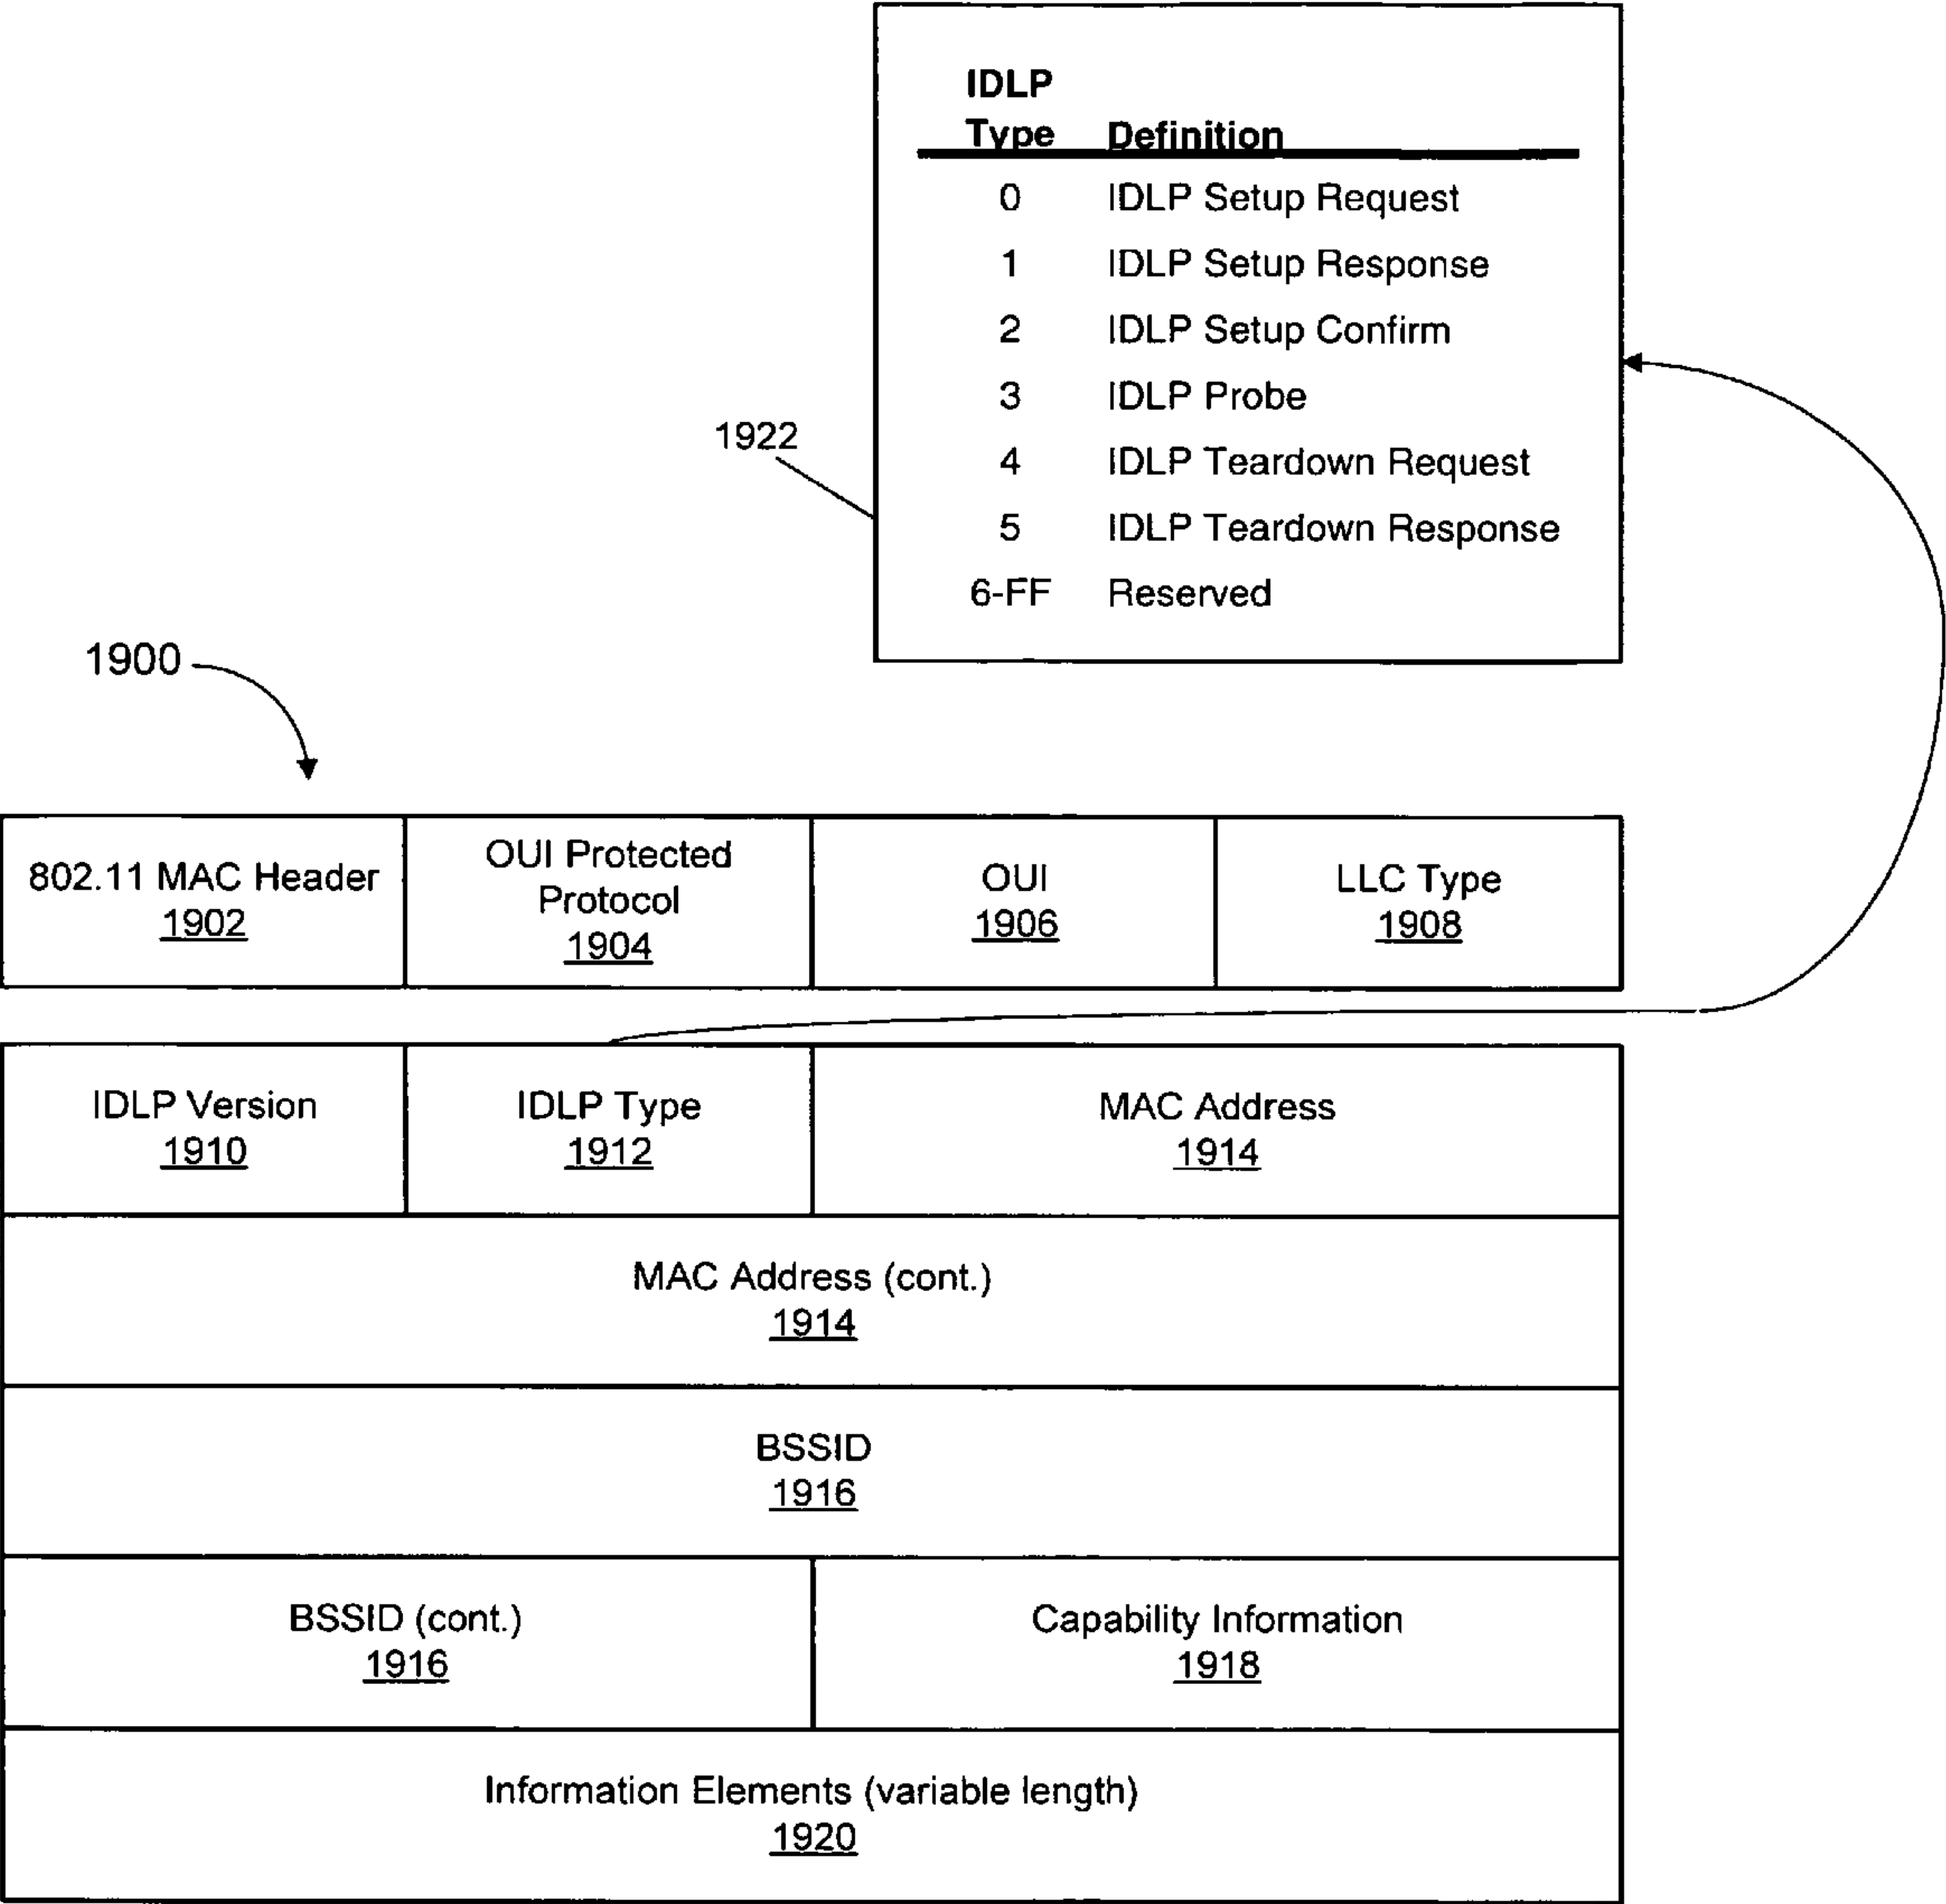 IDLP
Type Definition
0 IDLP Setup Request
1 IDLP Setup Response
2 IDLP Setup Confirm
3 IDLP Probe
1922
4 IDLP Teardown Request
5 IDLP Teardown Response
6-FF Reserved
1900
802.11 MAC Header
1902
OUI Protected
Protocol
1904
OUI
1906
LLC Type
1908
IDLP Version
1910
IDLP Type
1912
MAC Address
1914
MAC Address (cont.)
1914
BSSID
1916
BSSID (cont.)
1916
Capability Information
1918
Information Elements (variable length)
1920